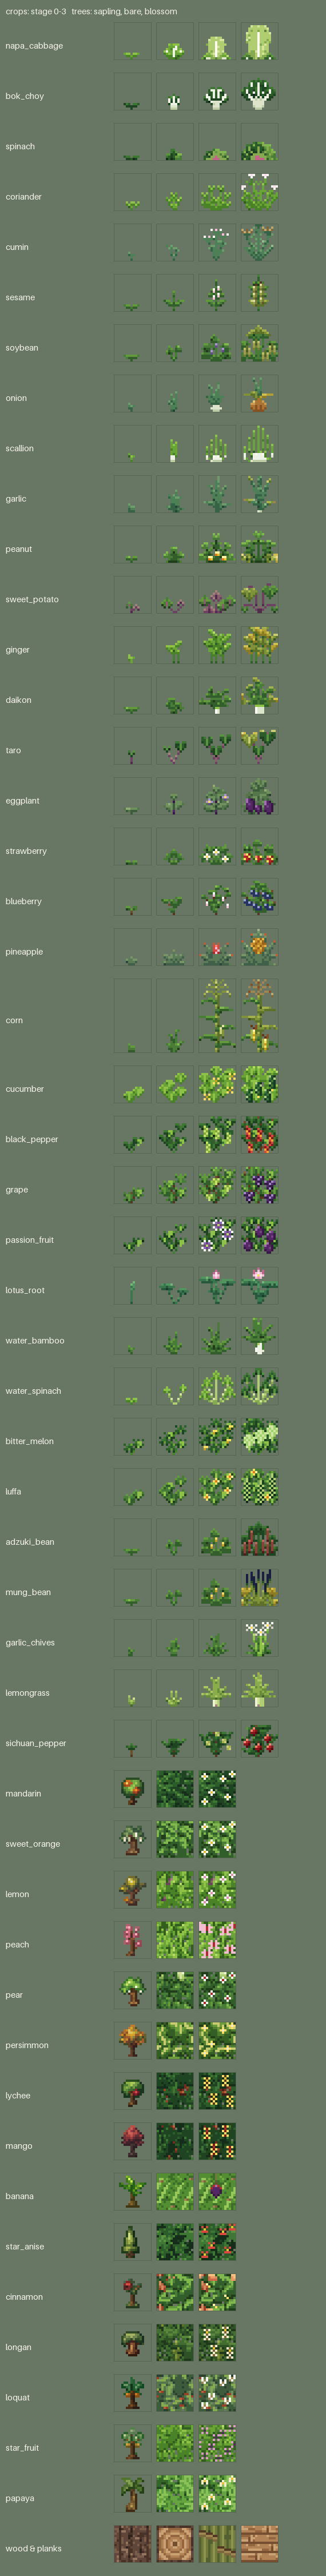 crops: stage 0-3   trees: sapling, bare, blossom
napa_cabbage
bok_choy
spinach
coriander
cumin
sesame
soybean
onion
scallion
garlic
peanut
sweet_potato
ginger
daikon
taro
eggplant
strawberry
blueberry
pineapple
corn
cucumber
black_pepper
grape
passion_fruit
lotus_root
water_bamboo
water_spinach
bitter_melon
luffa
adzuki_bean
mung_bean
garlic_chives
lemongrass
sichuan_pepper
mandarin
sweet_orange
lemon
peach
pear
persimmon
lychee
mango
banana
star_anise
cinnamon
longan
loquat
star_fruit
papaya
wood & planks